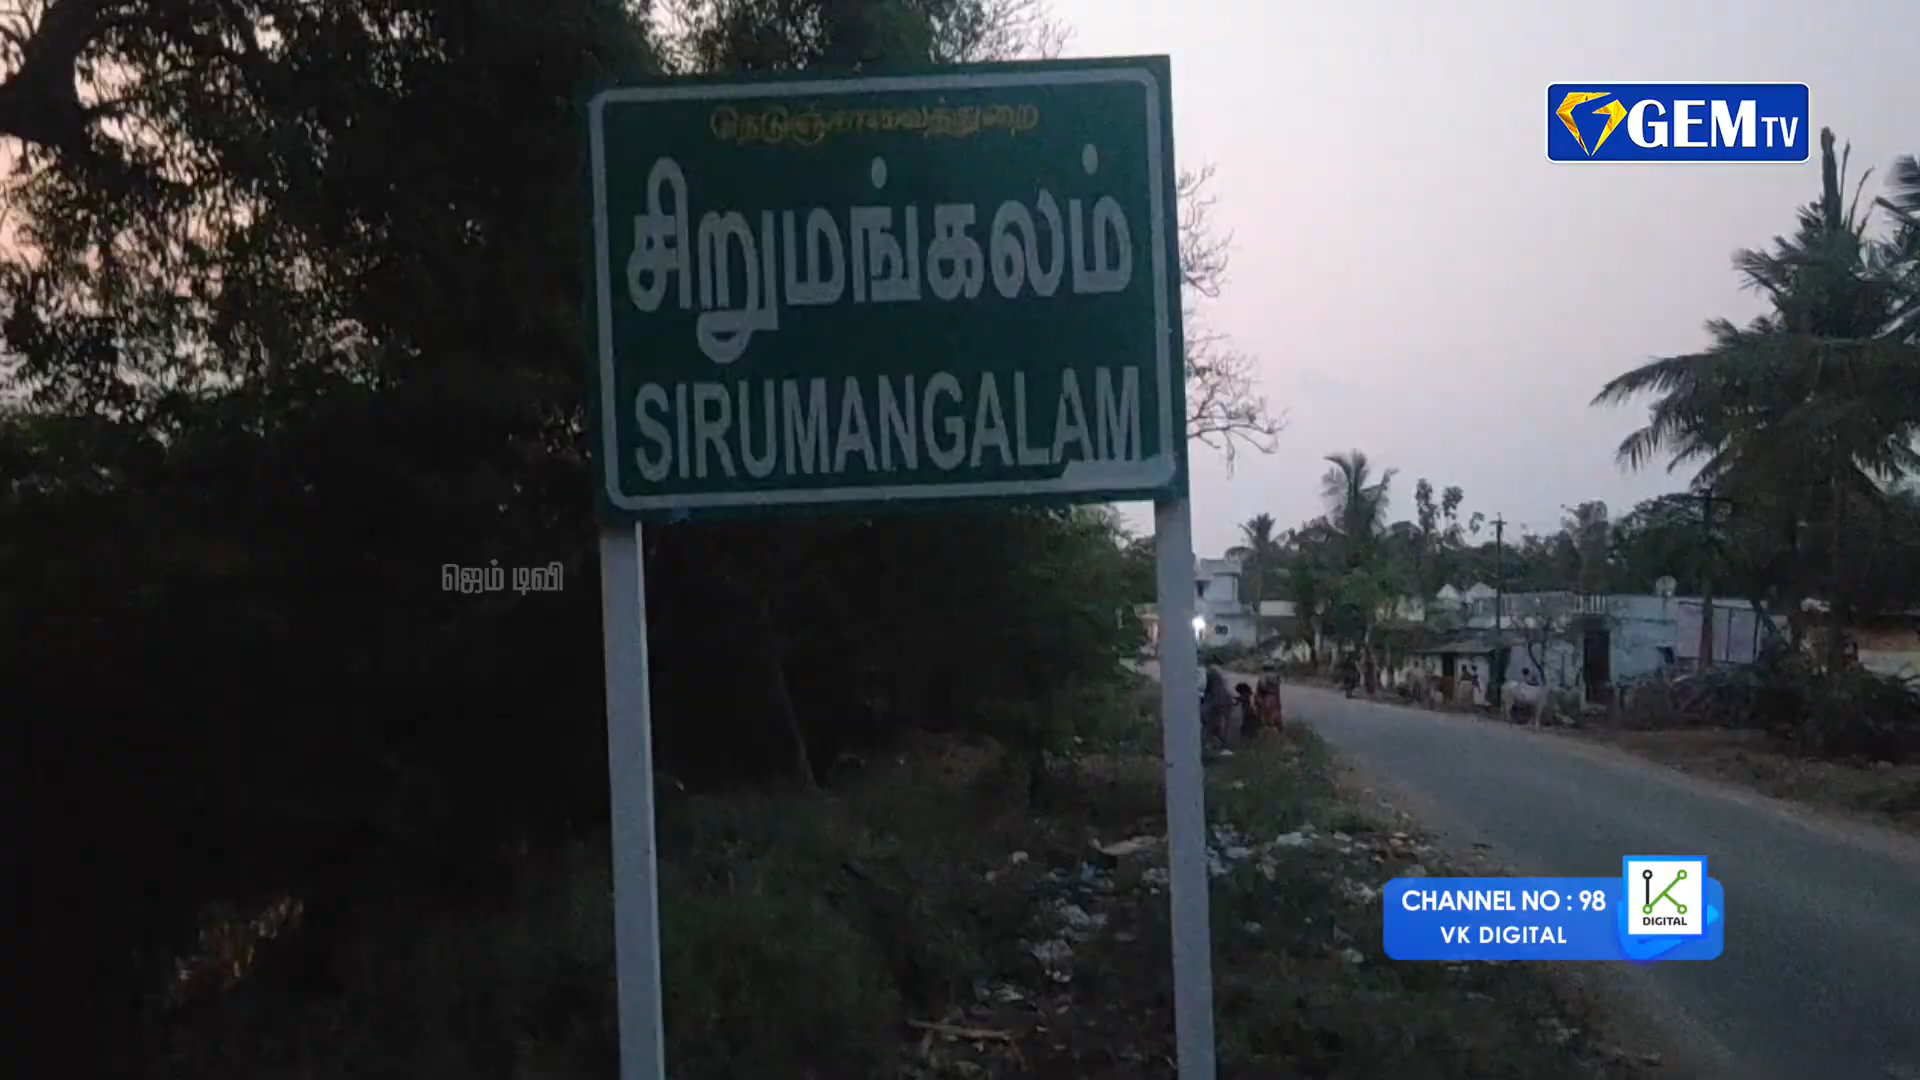 GEM TV
நெடுஞ்சாலைத்துறை
சிறுமங்கலம்
SIRUMANGALAM
ஜெம் டிவி
CHANNEL NO : 98
VK DIGITAL
K DIGITAL